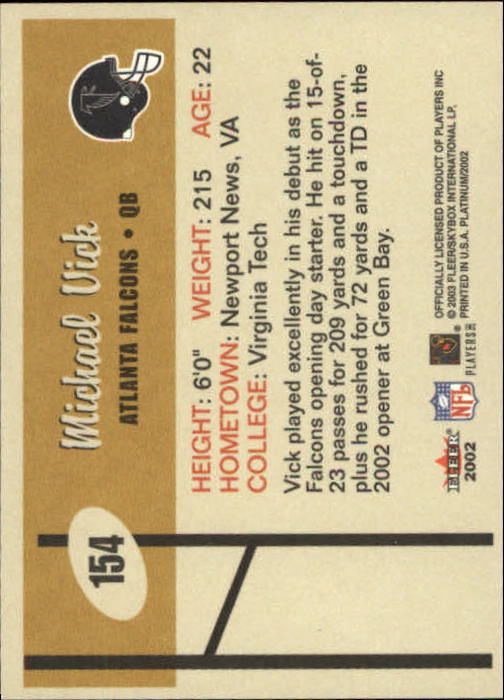 154
Michael Vick
ATLANTA FALCONS • QB
HEIGHT: 6'0" WEIGHT: 215 AGE: 22
HOMETOWN: Newport News, VA
COLLEGE: Virginia Tech
Vick played excellently in his debut as the
Falcons opening day starter. He hit on 15-of-
23 passes for 209 yards and a touchdown,
plus he rushed for 72 yards and a TD in the
2002 opener at Green Bay.
FLEER
2002
NFL
PLAYERS INC
OFFICIALLY LICENSED PRODUCT OF PLAYERS INC
© 2003 FLEER/SKYBOX INTERNATIONAL LP.
PRINTED IN U.S.A. PLATINUM/2002